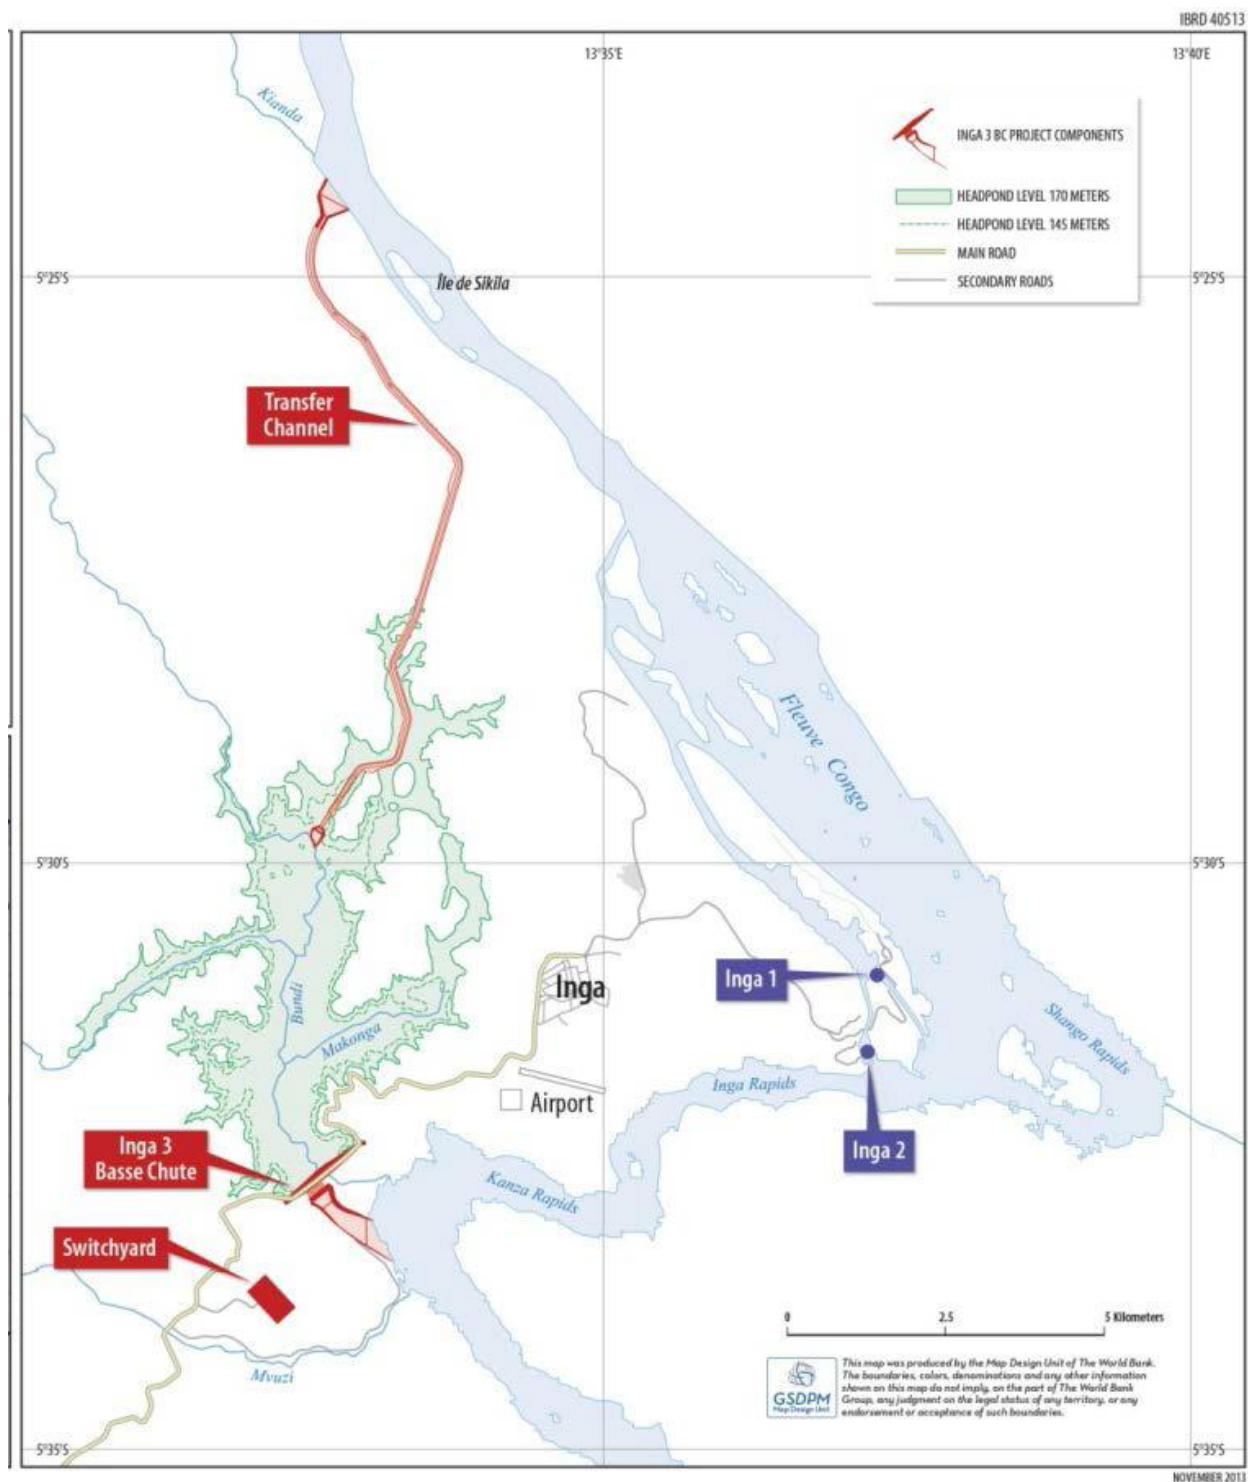 IBRD 40513
13°35'E
13°40'E
Kianda
INGA 3 BC PROJECT COMPONENTS
HEADPOND LEVEL 170 METERS
HEADPOND LEVEL 145 METERS
MAIN ROAD
SECONDARY ROADS
5°25'S
5°25'S
Île de Sikila
Transfer
Channel
Fleuve Congo
5°30'S
5°30'S
Inga 1
Inga
Bundi
Makonga
Shango Rapids
Inga Rapids
Airport
Inga 2
Inga 3
Basse Chute
Kanza Rapids
Switchyard
Mvuzi
0 2.5 5 Kilometers
GSDPM
Map Design Unit
This map was produced by the Map Design Unit of The World Bank.
The boundaries, colors, denominations and any other information
shown on this map do not imply, on the part of The World Bank
Group, any judgment on the legal status of any territory, or any
endorsement or acceptance of such boundaries.
5°35'S
5°35'S